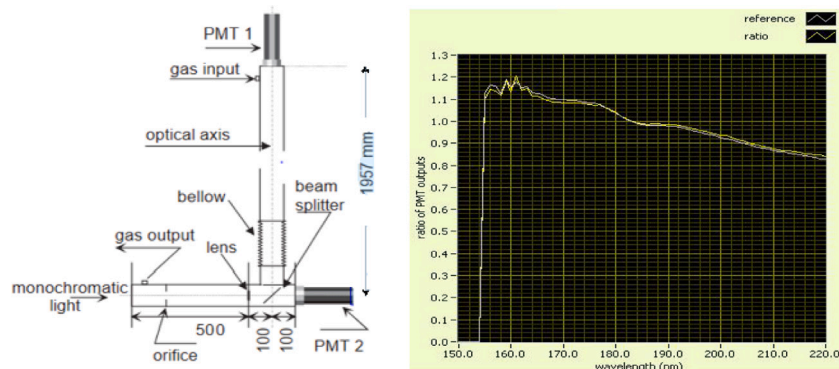 PMT 1
gas input
optical axis
1957 mm
beam
splitter
bellow
gas output
lens
monochromatic
light
500
100
100
orifice
PMT 2
reference
ratio
ratio of PMT outputs
1.3
1.2
1.1
1.0
0.9
0.8
0.7
0.6
0.5
0.4
0.3
0.2
0.1
0.0
150.0
160.0
170.0
180.0
190.0
200.0
210.0
220.0
wavelength (nm)